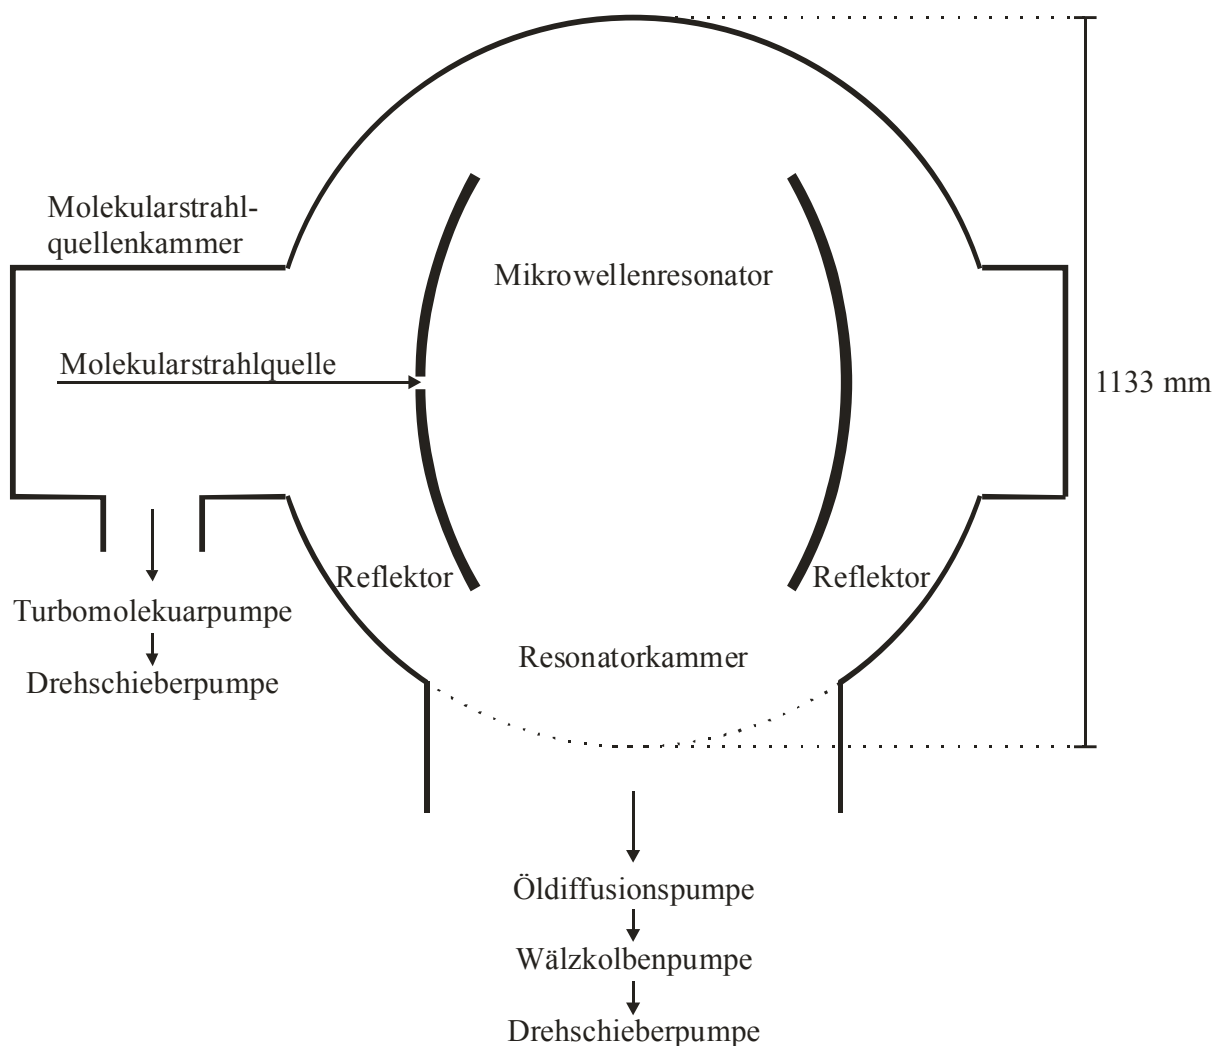 Molekularstrahl-
quellenkammer
Mikrowellenresonator
Molekularstrahlquelle
1133 mm
Reflektor
Reflektor
Turbomolekuarpumpe
Resonatorkammer
Drehschieberpumpe
Öldiffusionspumpe
Wälzkolbenpumpe
Drehschieberpumpe